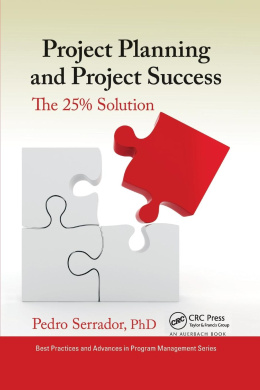 Project Planning
and Project Success
The 25% Solution
CRC
CRC Press
Taylor & Francis Group
AN AUERBACH BOOK
Pedro Serrador, PhD
Best Practices and Advances in Program Management Series